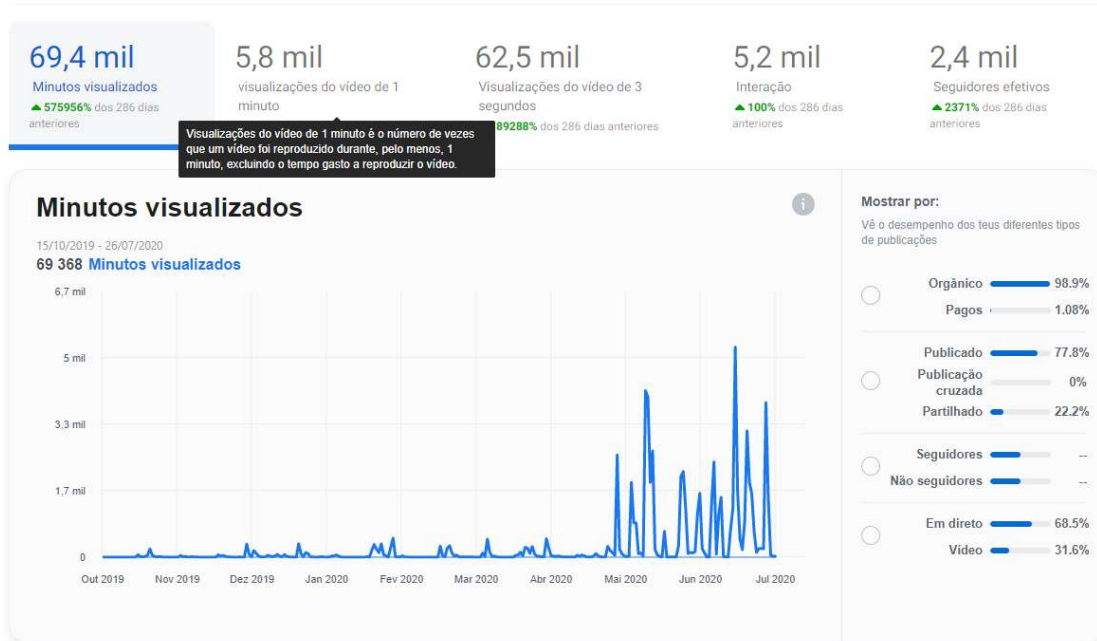 69,4 mil
Minutos visualizados
575956% dos 286 dias
anteriores
5,8 mil
visualizações do vídeo de 1
minuto
62,5 mil
Visualizações do vídeo de 3
segundos
89288% dos 286 dias anteriores
5,2 mil
Interação
100% dos 286 dias
anteriores
2,4 mil
Seguidores efetivos
2371% dos 286 dias
anteriores
Visualizações do vídeo de 1 minuto é o número de vezes
que um vídeo foi reproduzido durante, pelo menos, 1
minuto, excluindo o tempo gasto a reproduzir o vídeo.
Minutos visualizados
15/10/2019 - 26/07/2020
69 368 Minutos visualizados
6,7 mil
5 mil
3,3 mil
1,7 mil
0
Out 2019 Nov 2019 Dez 2019 Jan 2020 Fev 2020 Mar 2020 Abr 2020 Mai 2020 Jun 2020 Jul 2020
Mostrar por:
Vê o desempenho dos teus diferentes tipos
de publicações
Orgânico 98.9%
Pagos 1.08%
Publicado 77.8%
Publicação
cruzada 0%
Partilhado 22.2%
Seguidores --
Não seguidores --
Em direto 68.5%
Vídeo 31.6%